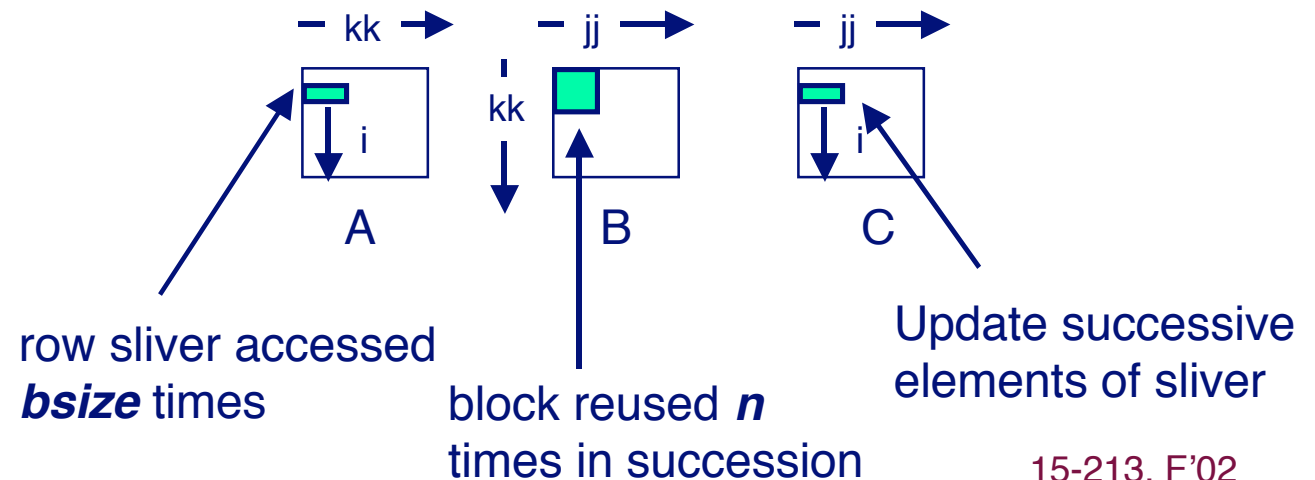 kk
jj
jj
kk
i
i
A
B
C
row sliver accessed
bsize times
block reused n
times in succession
Update successive
elements of sliver
15-213, F'02